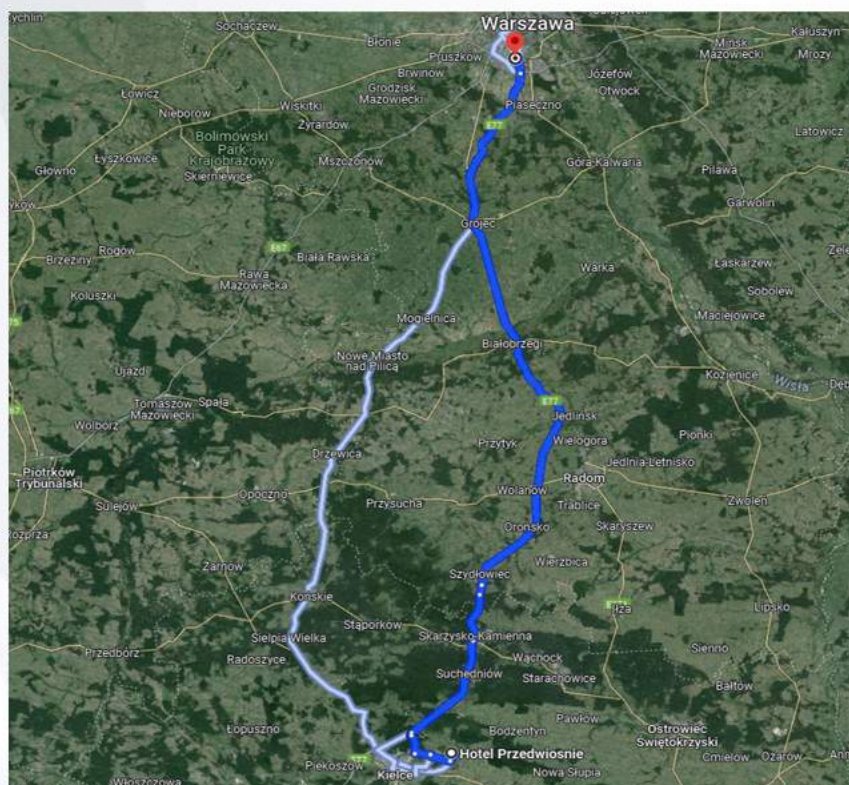 Warszawa
Sochaczew
Błonie
Pruszków
Kałuszyn
Mińsk
Mazowiecki
Mrozy
Brwinów
Grodzisk
Mazowiecki
Józefów
Otwock
Łowicz
Nieborów
Wiskitki
Żyrardów
Piaseczno
E77
Latowicz
Bolimowski
Park
Krajobrazowy
Skierniewice
Łyszkowice
Głowno
Mszczonów
Góra Kalwaria
Pilawa
Garwolin
Grójec
E67
Rogów
Brzeziny
Biała Rawska
Rawa
Mazowiecka
Koluszki
Warka
Łaskarzew
Sobolew
Maciejowice
Mogielnica
Białobrzegi
Nowe Miasto
nad Pilicą
Ujazd
Kozienice
Wisła
Tomaszów
Mazowiecki
Spała
Wolbórz
E77
Jedlińsk
Wielogóra
Przytyk
Pionki
Drzewica
Jedlnia-Letnisko
Piotrków
Trybunalski
Radom
Opoczno
Sulejów
Przysucha
Wolanów
Trablice
Zwoleń
Orońsko
Skaryszew
Wierzbica
Żarnów
Szydłowiec
Końskie
Iłża
Lipsko
Stąporków
Sielpia Wielka
Skarżysko-Kamienna
Przedbórz
Radoszyce
Wąchock
Sienno
Suchedniów
Starachowice
Bałtów
Łopuszno
Bodzentyn
Pawłów
Ostrowiec
Świętokrzyski
Hotel Przedwiośnie
Piekoszów
Kielce
Nowa Słupia
Ćmielów
Ożarów
Włoszczowa